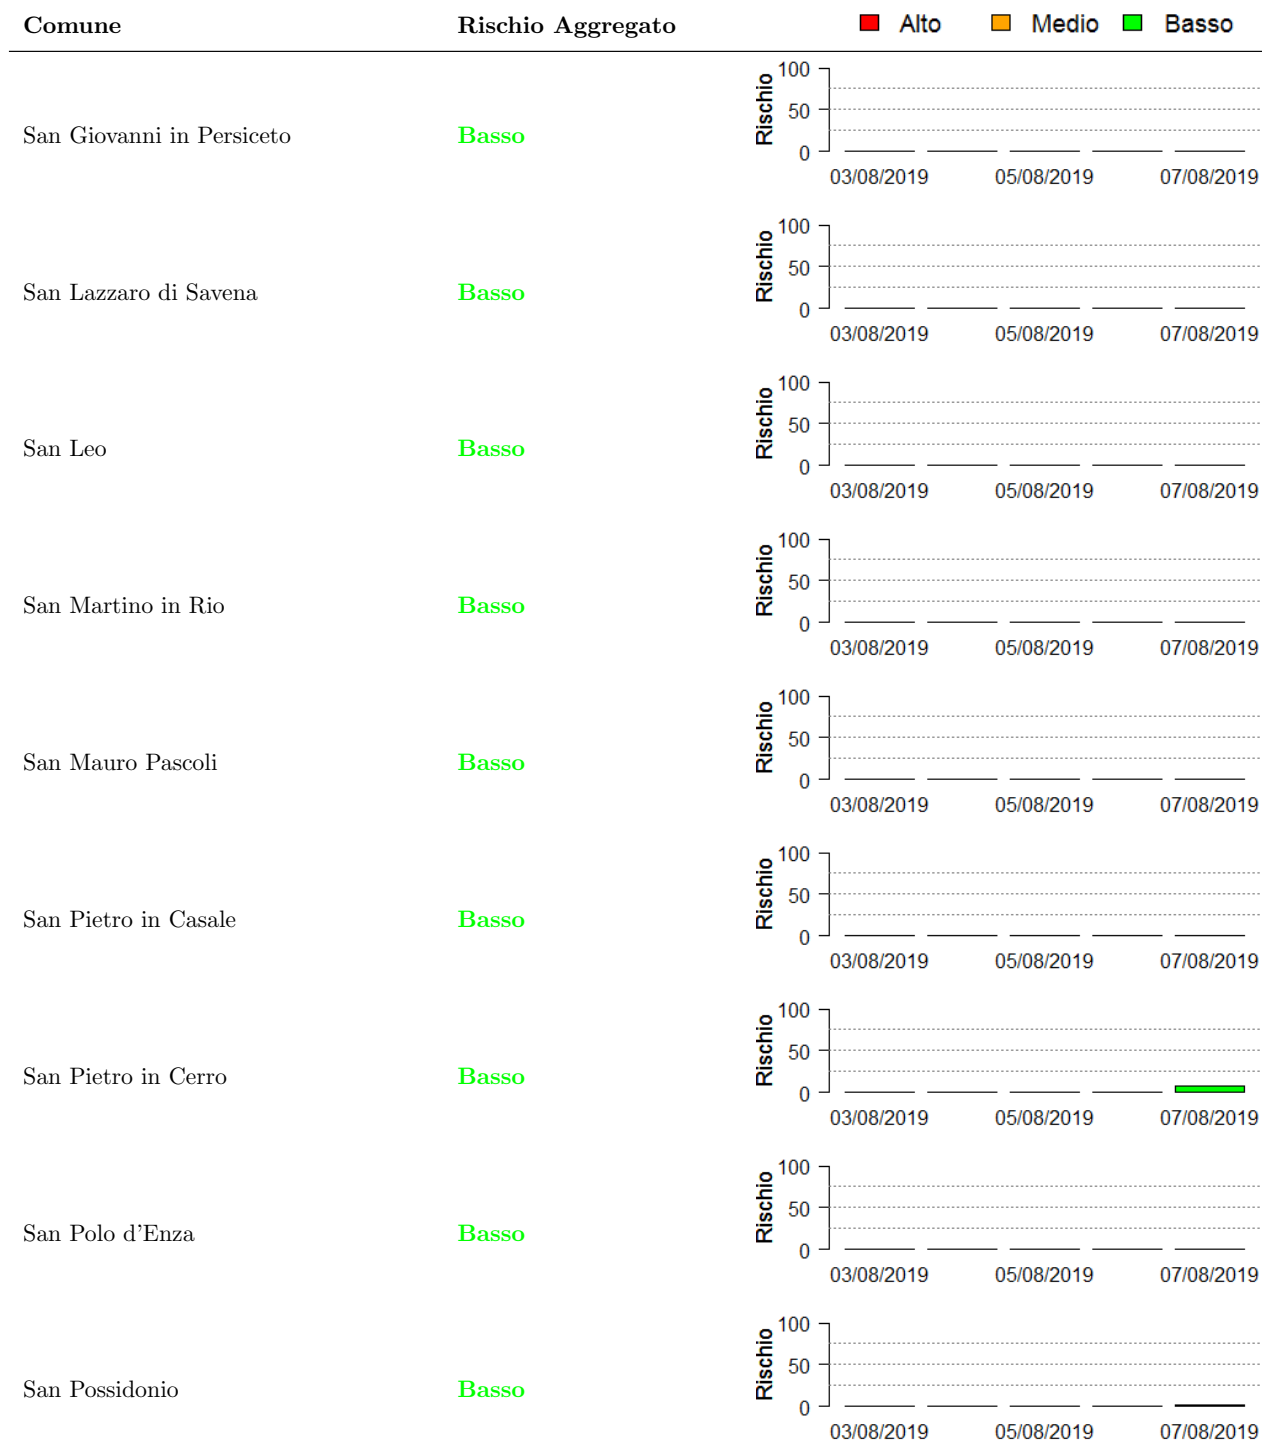 Comune Rischio Aggregato Alto Medio Basso
San Giovanni in Persiceto Basso Rischio 100 50 0
03/08/2019 05/08/2019 07/08/2019
San Lazzaro di Savena Basso Rischio 100 50 0
03/08/2019 05/08/2019 07/08/2019
San Leo Basso Rischio 100 50 0
03/08/2019 05/08/2019 07/08/2019
San Martino in Rio Basso Rischio 100 50 0
03/08/2019 05/08/2019 07/08/2019
San Mauro Pascoli Basso Rischio 100 50 0
03/08/2019 05/08/2019 07/08/2019
San Pietro in Casale Basso Rischio 100 50 0
03/08/2019 05/08/2019 07/08/2019
San Pietro in Cerro Basso Rischio 100 50 0
03/08/2019 05/08/2019 07/08/2019
San Polo d'Enza Basso Rischio 100 50 0
03/08/2019 05/08/2019 07/08/2019
San Possidonio Basso Rischio 100 50 0
03/08/2019 05/08/2019 07/08/2019